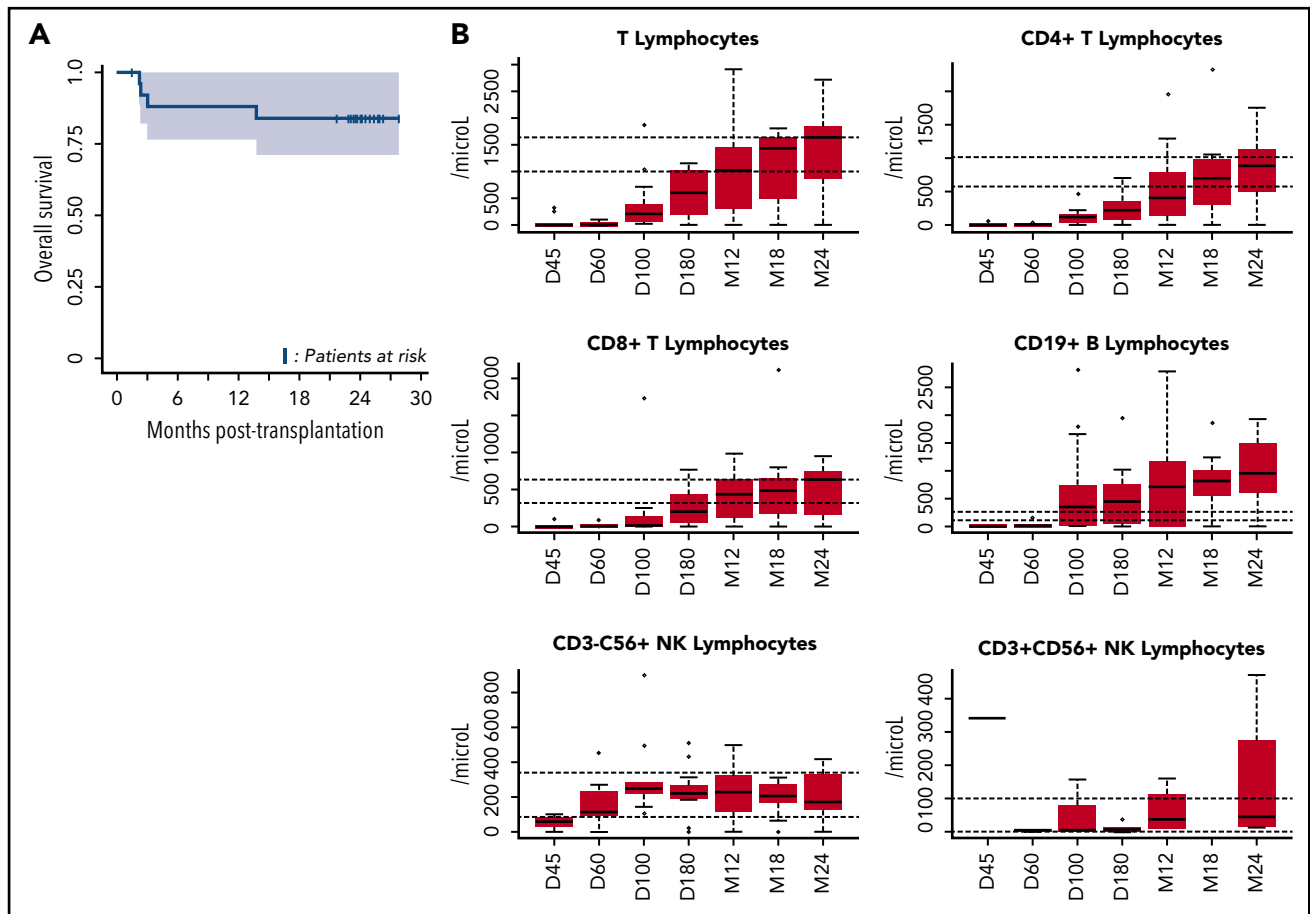 A
Overall survival
1.0
0.75
0.50
0.25
0
: Patients at risk
0 6 12 18 24 30
Months post-transplantation
B
T Lymphocytes
/microL
2500
1500
500
0
D45 D60 D100 D180 M12 M18 M24
CD4+ T Lymphocytes
/microL
1500
500
0
D45 D60 D100 D180 M12 M18 M24
CD8+ T Lymphocytes
/microL
2000
1000
500
0
D45 D60 D100 D180 M12 M18 M24
CD19+ B Lymphocytes
/microL
2500
1500
500
0
D45 D60 D100 D180 M12 M18 M24
CD3-C56+ NK Lymphocytes
/microL
800
600
400
200
0
D45 D60 D100 D180 M12 M18 M24
CD3+CD56+ NK Lymphocytes
/microL
400
300
200
100
0
D45 D60 D100 D180 M12 M18 M24